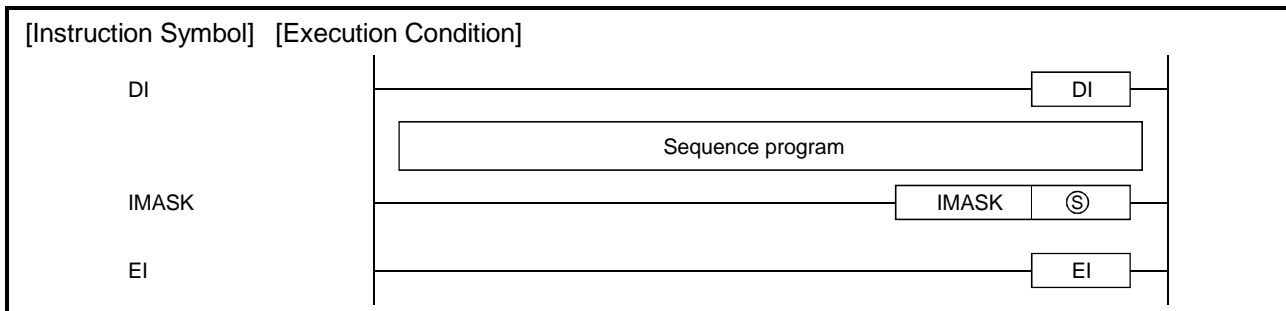 [Instruction Symbol] [Execution Condition]
DI DI
Sequence program
IMASK IMASK Ⓢ
EI EI